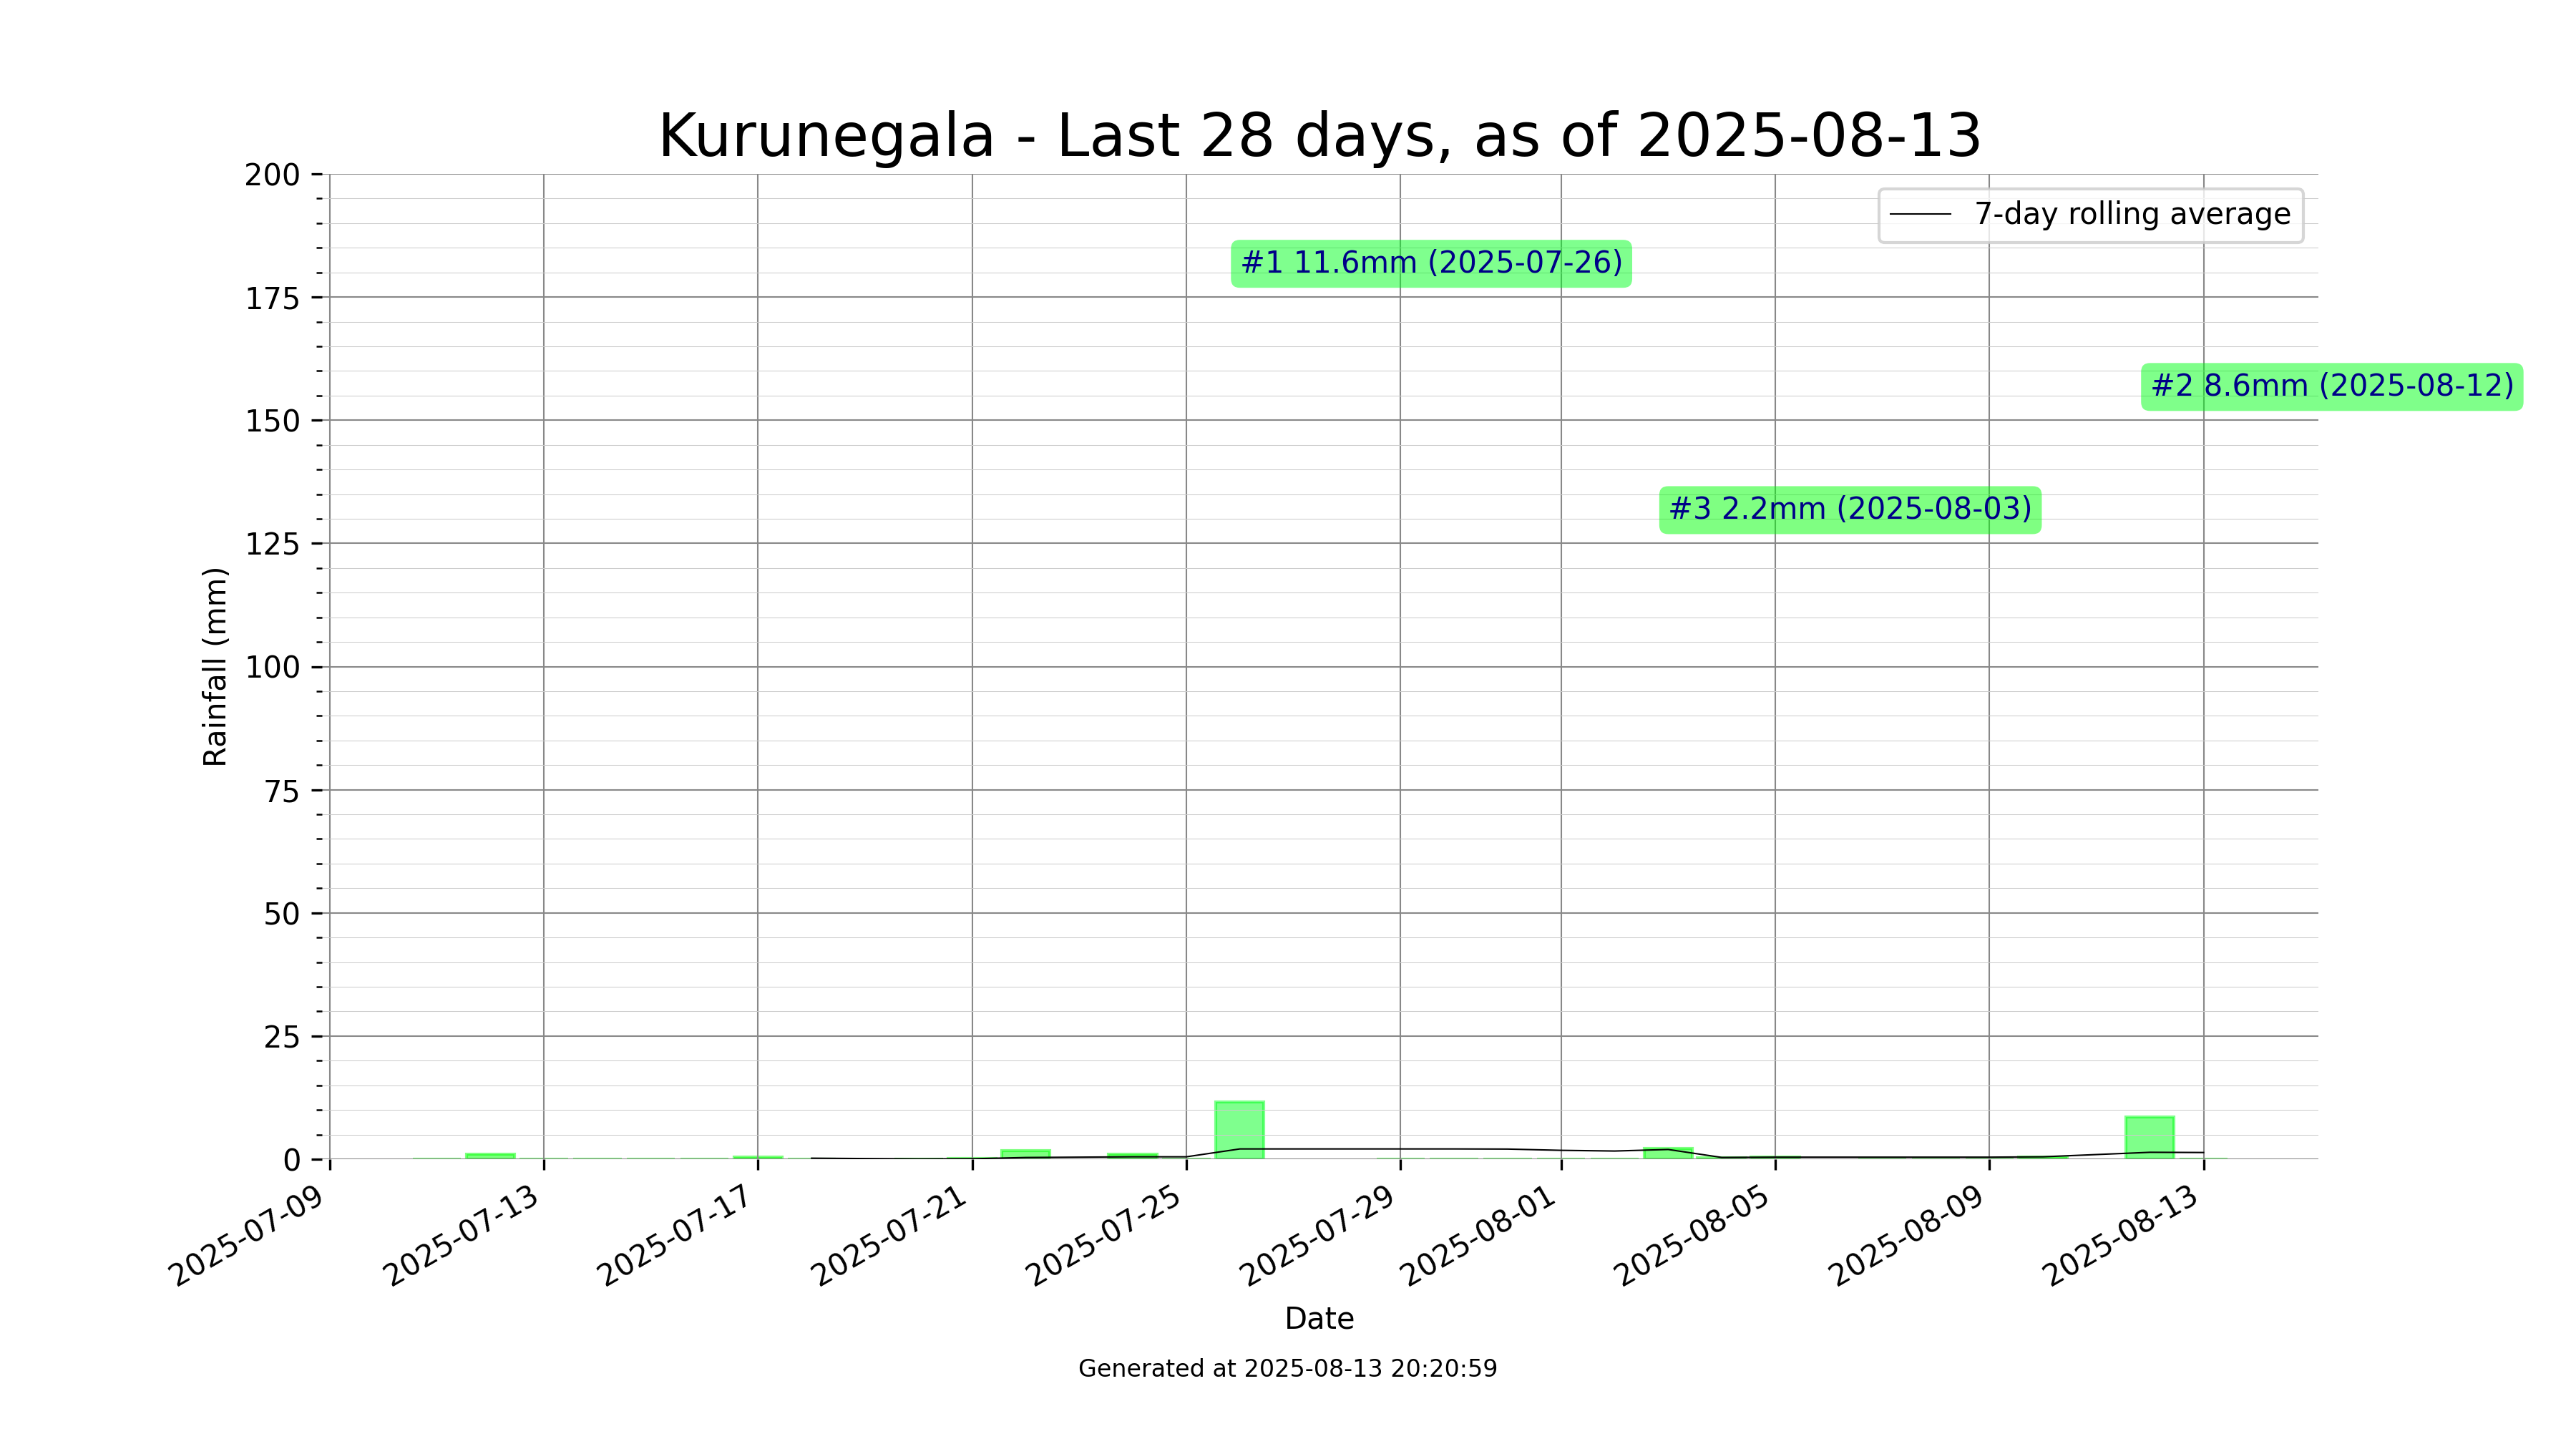 Kurunegala - Last 28 days, as of 2025-08-13
7-day rolling average
#1 11.6mm (2025-07-26)
#2 8.6mm (2025-08-12)
#3 2.2mm (2025-08-03)
Rainfall (mm)
200
175
150
125
100
75
50
25
0
2025-07-09
2025-07-13
2025-07-17
2025-07-21
2025-07-25
2025-07-29
2025-08-01
2025-08-05
2025-08-09
2025-08-13
Date
Generated at 2025-08-13 20:20:59